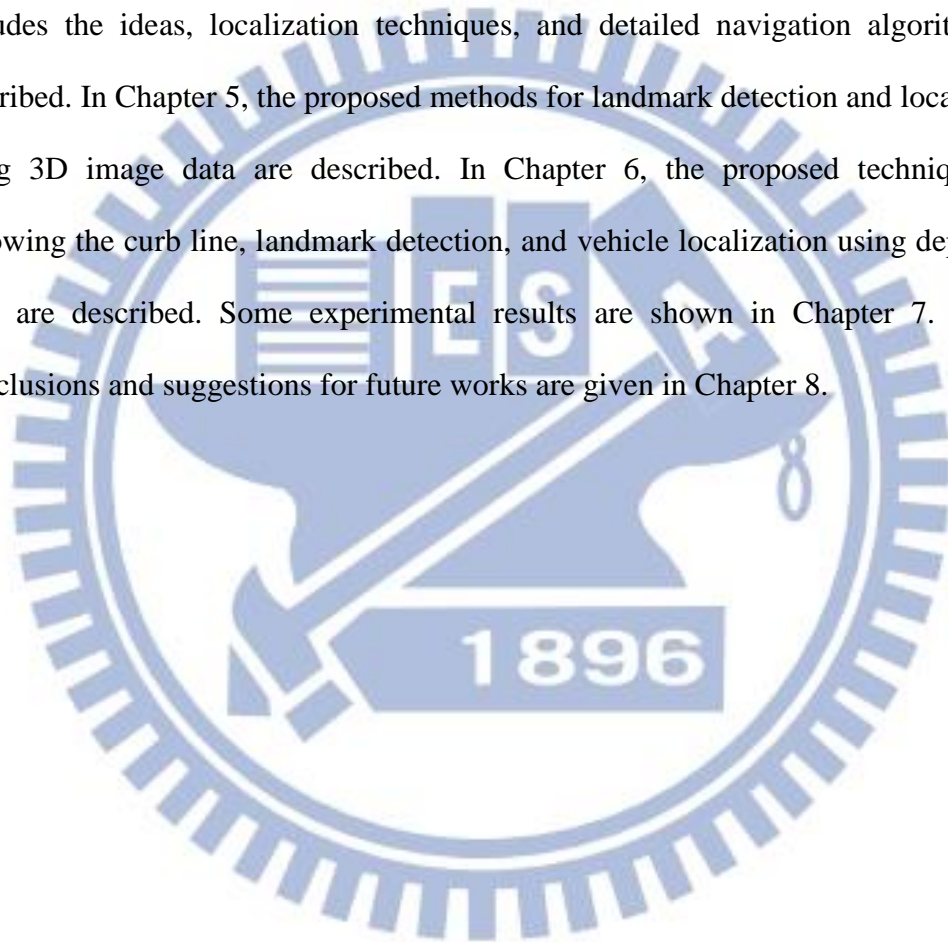 udes the ideas, localization techniques, and detailed navigation algorit
ribed. In Chapter 5, the proposed methods for landmark detection and loca
g 3D image data are described. In Chapter 6, the proposed techniq
owing the curb line, landmark detection, and vehicle localization using dep
are described. Some experimental results are shown in Chapter 7.
clusions and suggestions for future works are given in Chapter 8.
E S A
8
1896